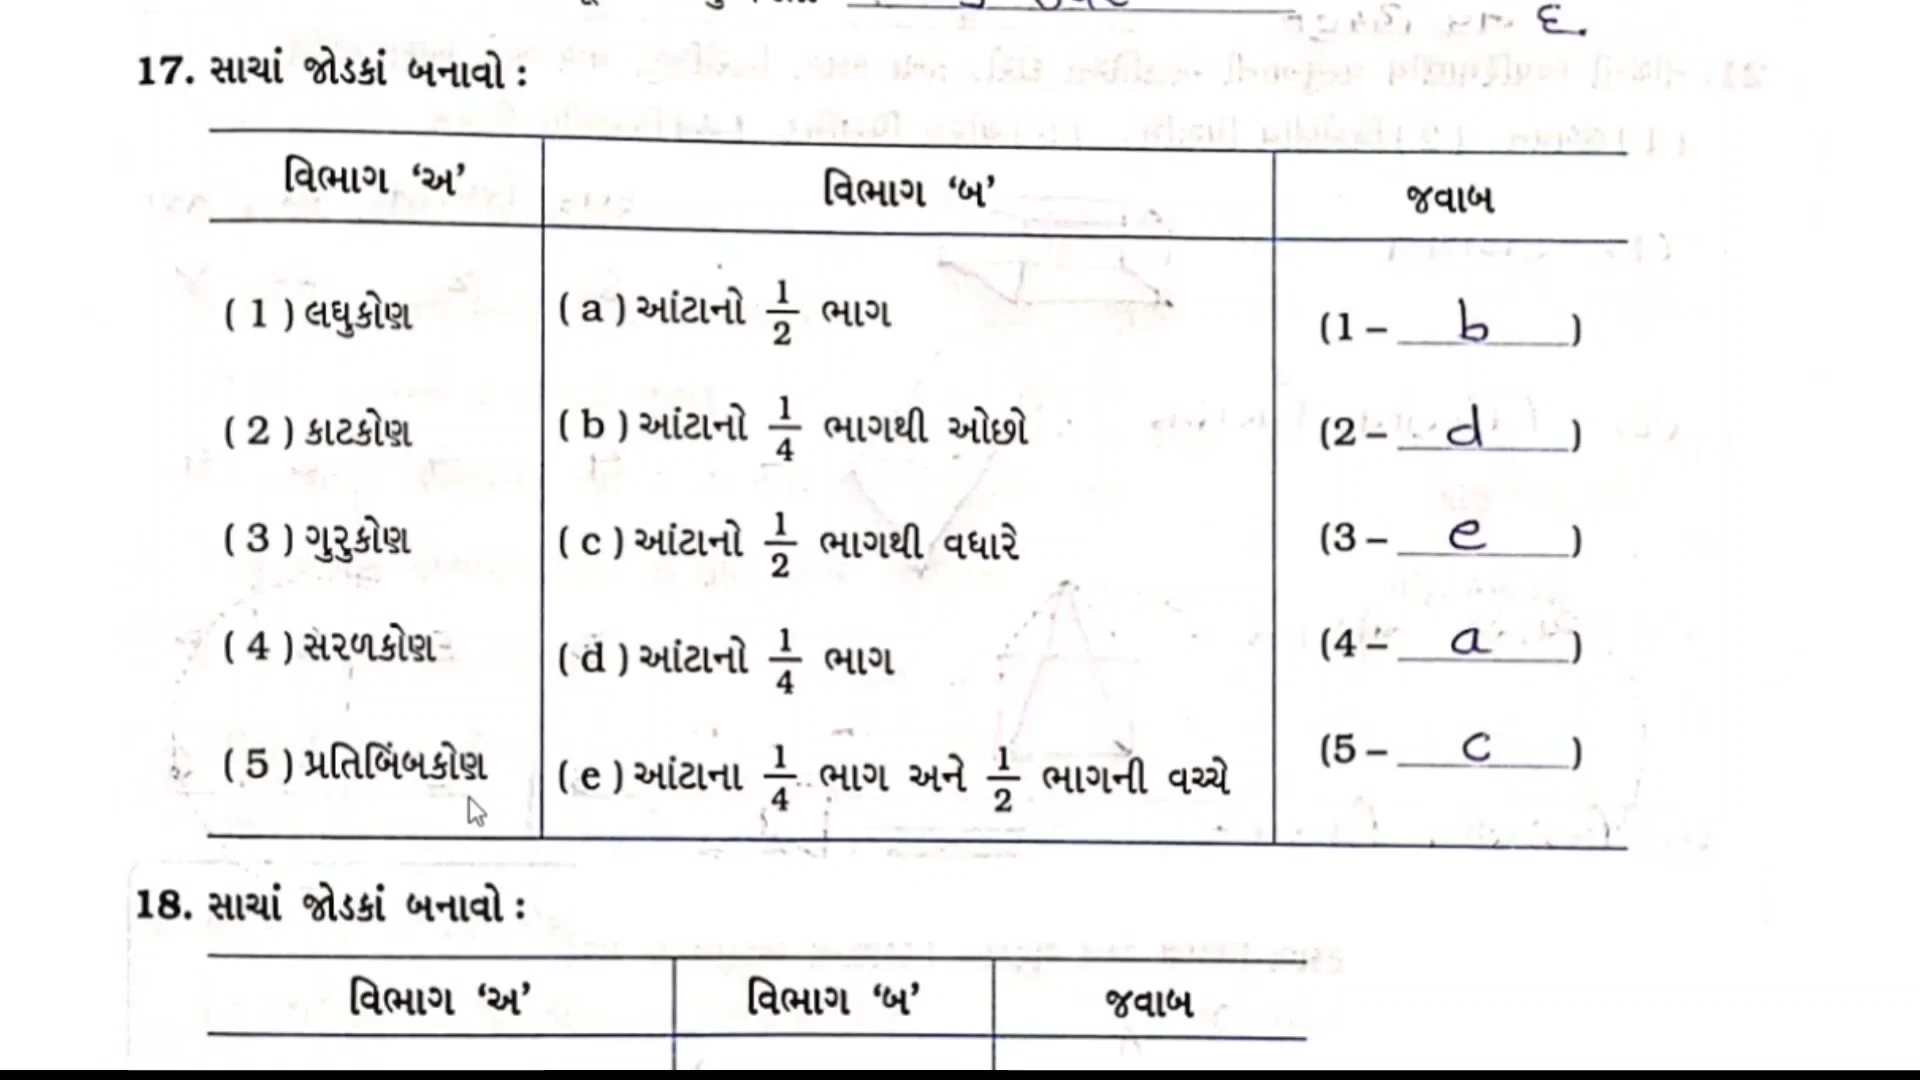 ૬.
17. સાચાં જોડકાં બનાવો :
વિભાગ ‘અ’ વિભાગ ‘બ’ જવાબ
( 1 ) લઘુકોણ ( a ) આંટાનો 1/2 ભાગ (1 – b )
( 2 ) કાટકોણ ( b ) આંટાનો 1/4 ભાગથી ઓછો (2 – d )
( 3 ) ગુરુકોણ ( c ) આંટાનો 1/2 ભાગથી વધારે (3 – e )
( 4 ) સરળકોણ ( d ) આંટાનો 1/4 ભાગ (4 – a )
( 5 ) પ્રતિબિંબકોણ ( e ) આંટાના 1/4 ભાગ અને 1/2 ભાગની વચ્ચે (5 – c )
18. સાચાં જોડકાં બનાવો :
વિભાગ ‘અ’ વિભાગ ‘બ’ જવાબ